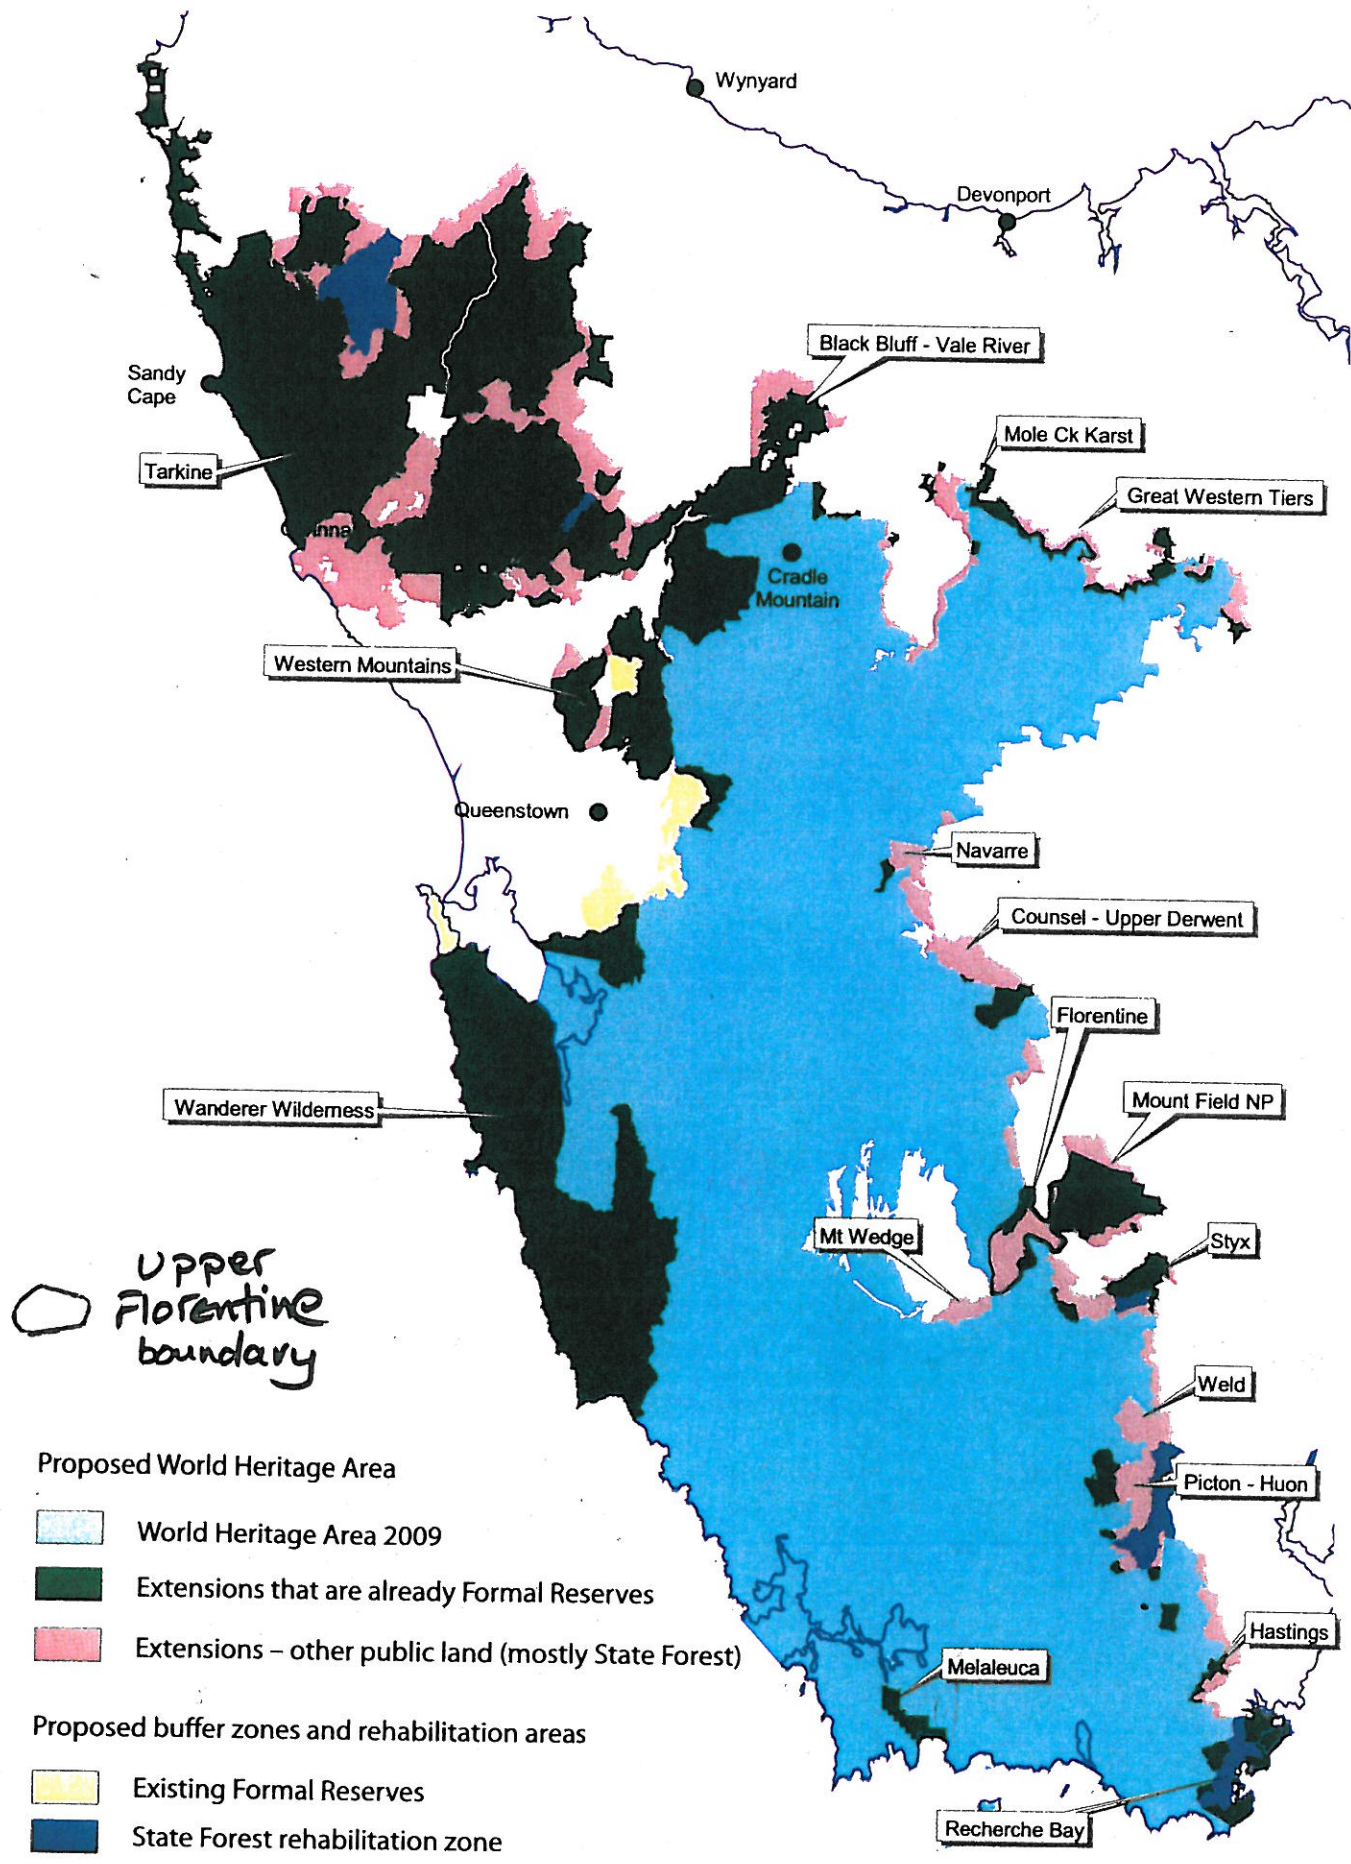 Wynyard
Devonport
Black Bluff - Vale River
Sandy
Cape
Mole Ck Karst
Tarkine
Great Western Tiers
Cradle
Mountain
Western Mountains
Queenstown
Navarre
Counsel - Upper Derwent
Florentine
Mount Field NP
Wanderer Wilderness
Mt Wedge
Styx
Upper
Florentine
boundary
Weld
Proposed World Heritage Area
Picton - Huon
World Heritage Area 2009
Extensions that are already Formal Reserves
Extensions – other public land (mostly State Forest)
Hastings
Melaleuca
Proposed buffer zones and rehabilitation areas
Existing Formal Reserves
State Forest rehabilitation zone
Recherche Bay